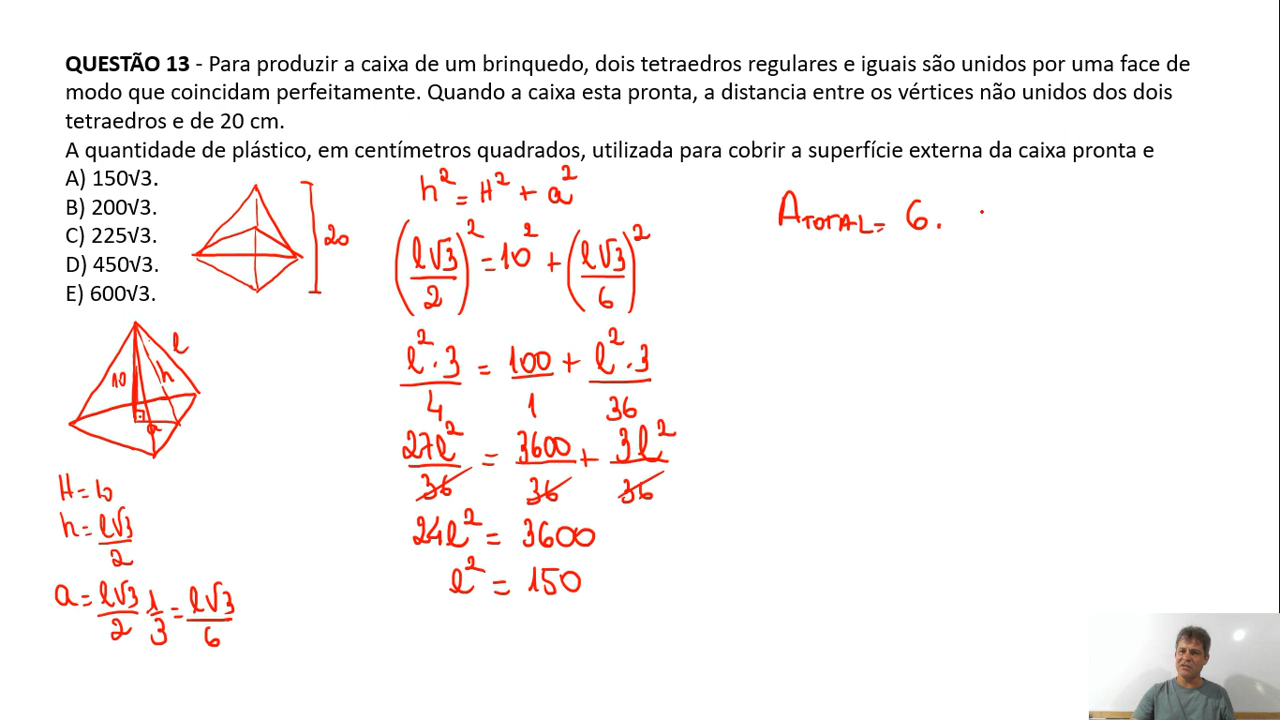 QUESTÃO 13 - Para produzir a caixa de um brinquedo, dois tetraedros regulares e iguais são unidos por uma face de
modo que coincidam perfeitamente. Quando a caixa esta pronta, a distancia entre os vértices não unidos dos dois
tetraedros e de 20 cm.
A quantidade de plástico, em centímetros quadrados, utilizada para cobrir a superfície externa da caixa pronta e
A) 150√3.
B) 200√3.
C) 225√3.
D) 450√3.
E) 600√3.
20
l
10
h
a
H = 10
h = l√3/2
a = l√3/2 1/3 = l√3/6
h² = H² + a²
(l√3/2)² = 10² + (l√3/6)²
l²·3/4 = 100/1 + l²·3/36
27l²/36 = 3600/36 + 3l²/36
24l² = 3600
l² = 150
ATOTAL = 6.